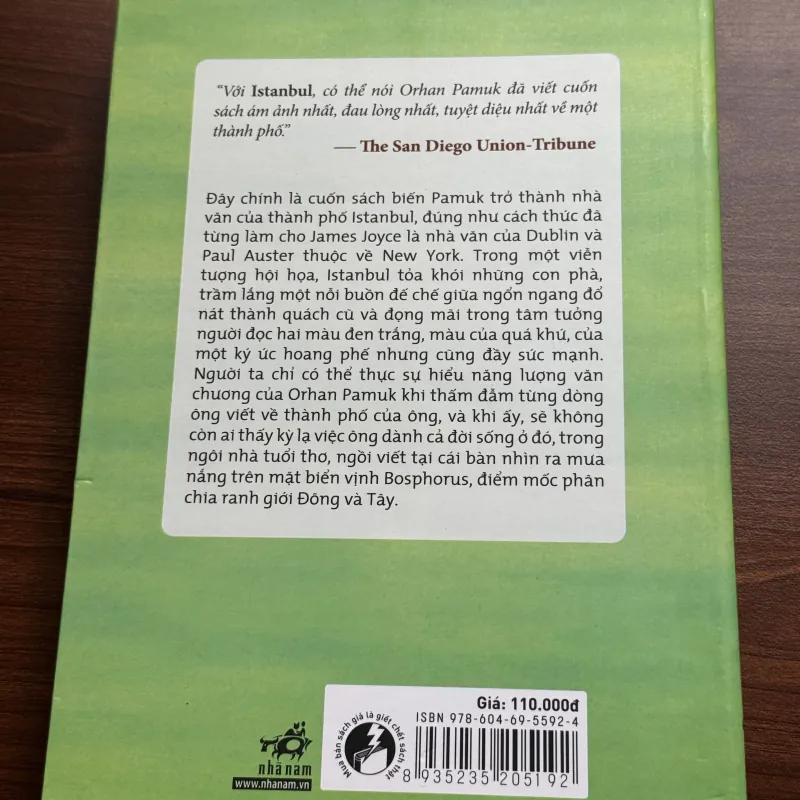 “Với Istanbul, có thể nói Orhan Pamuk đã viết cuốn
sách ám ảnh nhất, đau lòng nhất, tuyệt diệu nhất về một
thành phố.”
— The San Diego Union-Tribune
Đây chính là cuốn sách biến Pamuk trở thành nhà
văn của thành phố Istanbul, đúng như cách thức đã
từng làm cho James Joyce là nhà văn của Dublin và
Paul Auster thuộc về New York. Trong một viễn
tượng hội họa, Istanbul tỏa khói những con phà,
trầm lắng một nỗi buồn đế chế giữa ngổn ngang đổ
nát thành quách cũ và đọng mãi trong tâm tưởng
người đọc hai màu đen trắng, màu của quá khứ, của
một ký ức hoang phế nhưng cũng đầy sức mạnh.
Người ta chỉ có thể thực sự hiểu năng lượng văn
chương của Orhan Pamuk khi thấm đẫm từng dòng
ông viết về thành phố của ông, và khi ấy, sẽ không
còn ai thấy kỳ lạ việc ông dành cả đời sống ở đó, trong
ngôi nhà tuổi thơ, ngồi viết tại cái bàn nhìn ra mưa
nắng trên mặt biển vịnh Bosphorus, điểm mốc phân
chia ranh giới Đông và Tây.
nhã nam
www.nhanam.vn
Mua bán sách giả là giết chết sách thật
Giá: 110.000đ
ISBN 978-604-69-5592-4
8 935235 205192